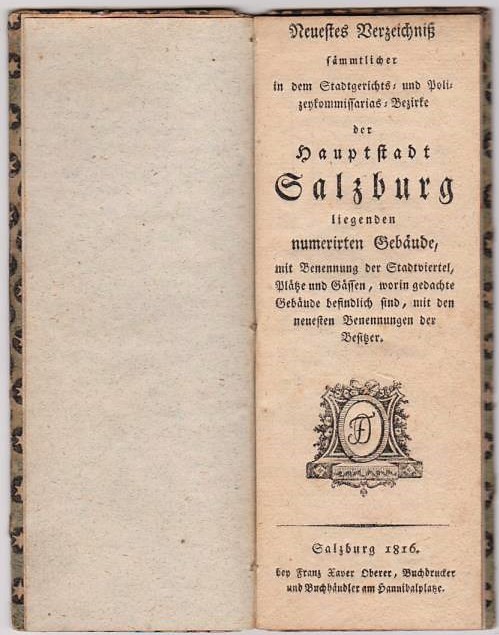 Neuestes Verzeichniß
sämmtlicher
in dem Stadtgerichts- und Poli-
zeykommissarias-Bezirke
der
Hauptstadt
Salzburg
liegenden
numerirten Gebäude,
mit Benennung der Stadtviertel,
Plätze und Gässen, worin gedachte
Gebäude befindlich sind, mit den
neuesten Benennungen der
Besitzer.
Salzburg 1816.
bey Franz Xaver Oberer, Buchdrucker
und Buchhändler am Hannibalplatze.